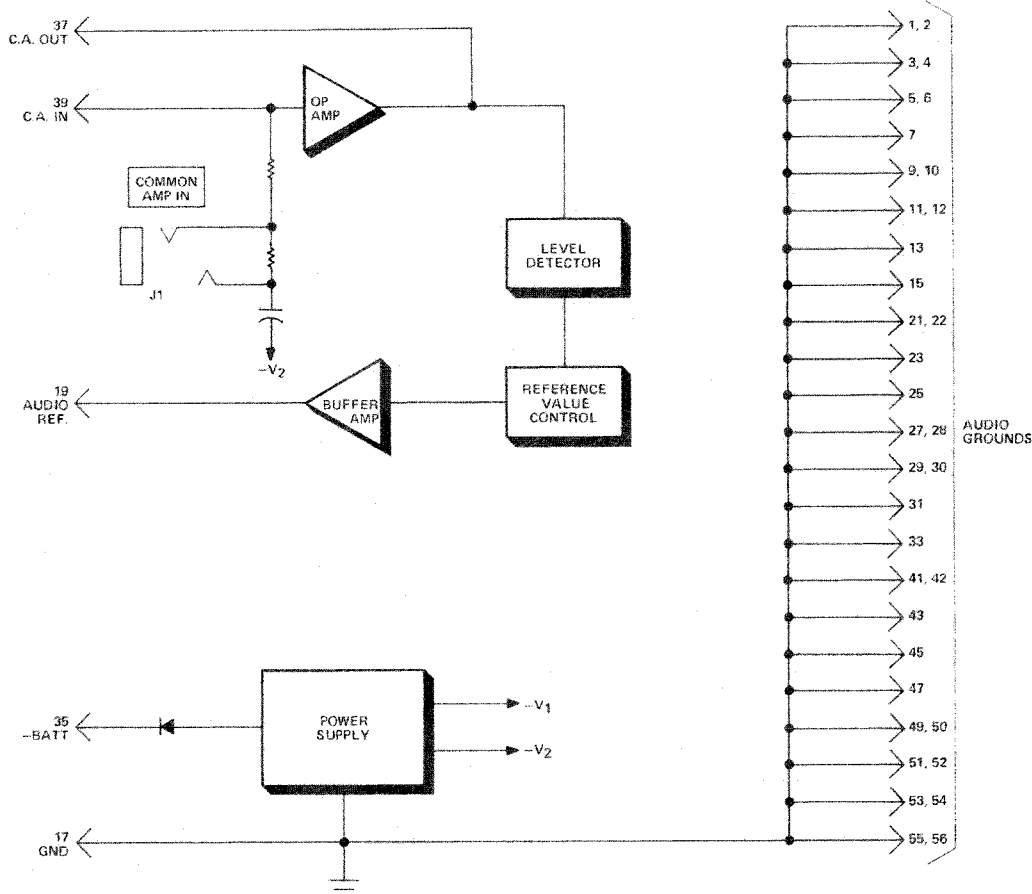 37
C.A. OUT
39
C.A. IN
OP
AMP
COMMON
AMP IN
J1
-V2
LEVEL
DETECTOR
REFERENCE
VALUE
CONTROL
BUFFER
AMP
19
AUDIO
REF.
35
-BATT
POWER
SUPPLY
-V1
-V2
17
GND
1, 2
3, 4
5, 6
7
9, 10
11, 12
13
15
21, 22
23
25
27, 28
29, 30
31
33
41, 42
43
45
47
49, 50
51, 52
53, 54
55, 56
AUDIO
GROUNDS